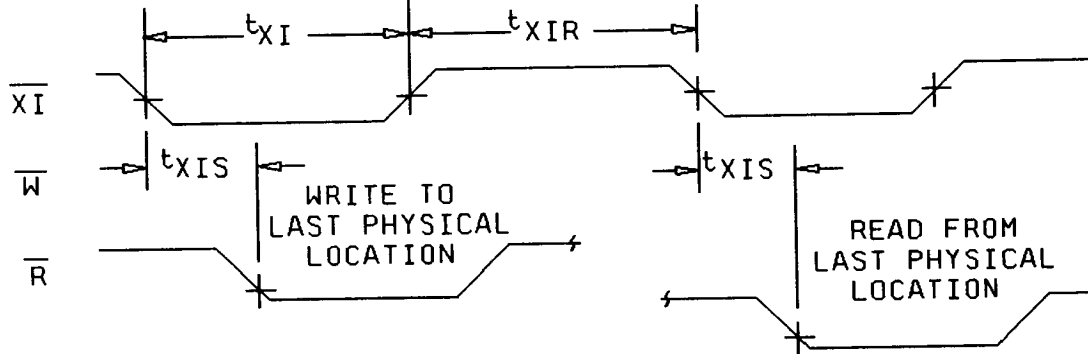 tXI
tXIR
XI
tXIS
tXIS
W
WRITE TO
LAST PHYSICAL
LOCATION
READ FROM
LAST PHYSICAL
LOCATION
R